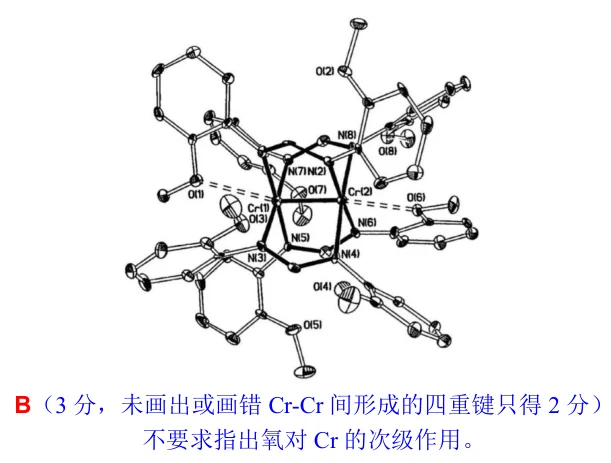 O(2)
N(8)
O(8)
N(7) N(2)
O(1)
O(7)
Cr(2)
O(6)
Cr(1)
O(3)
N(6)
N(5)
N(3)
N(4)
O(4)
O(5)
B（3 分，未画出或画错 Cr-Cr 间形成的四重键只得 2 分）
不要求指出氧对 Cr 的次级作用。